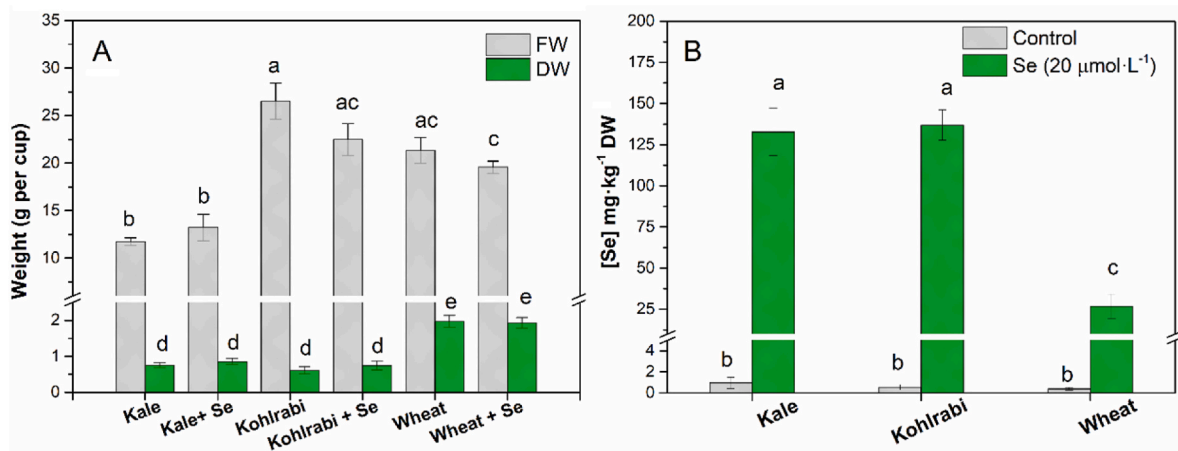 A
FW
DW
Weight (g per cup)
35
30
25
20
15
10
2
1
0
b
b
a
ac
ac
c
d
d
d
d
e
e
Kale
Kale+ Se
Kohlrabi
Kohlrabi + Se
Wheat
Wheat + Se
B
Control
Se (20 μmol·L⁻¹)
[Se] mg·kg⁻¹ DW
200
175
150
125
100
75
50
25
4
2
0
b
a
b
a
b
c
Kale
Kohlrabi
Wheat